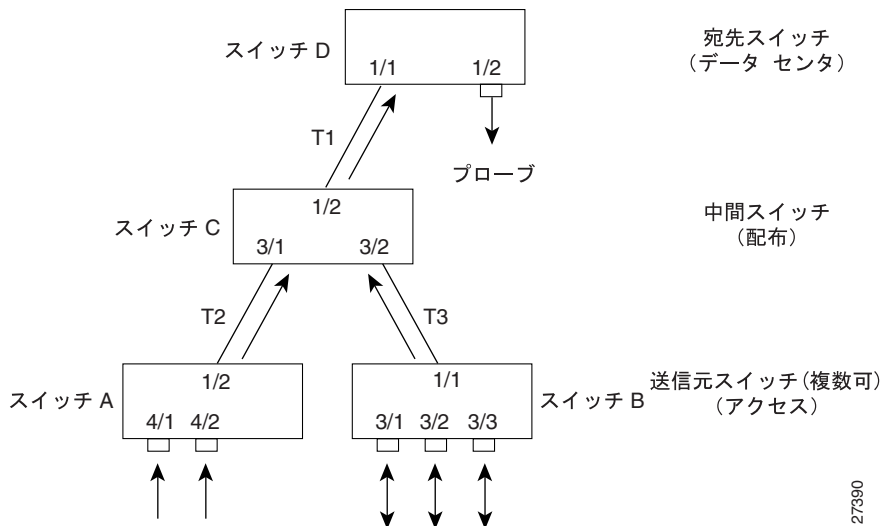 スイッチ D
1/1
1/2
宛先スイッチ
(データ センタ)
T1
プローブ
スイッチ C
1/2
3/1
3/2
中間スイッチ
(配布)
T2
T3
スイッチ A
1/2
4/1
4/2
1/1
3/1
3/2
3/3
スイッチ B
送信元スイッチ(複数可)
(アクセス)
27390